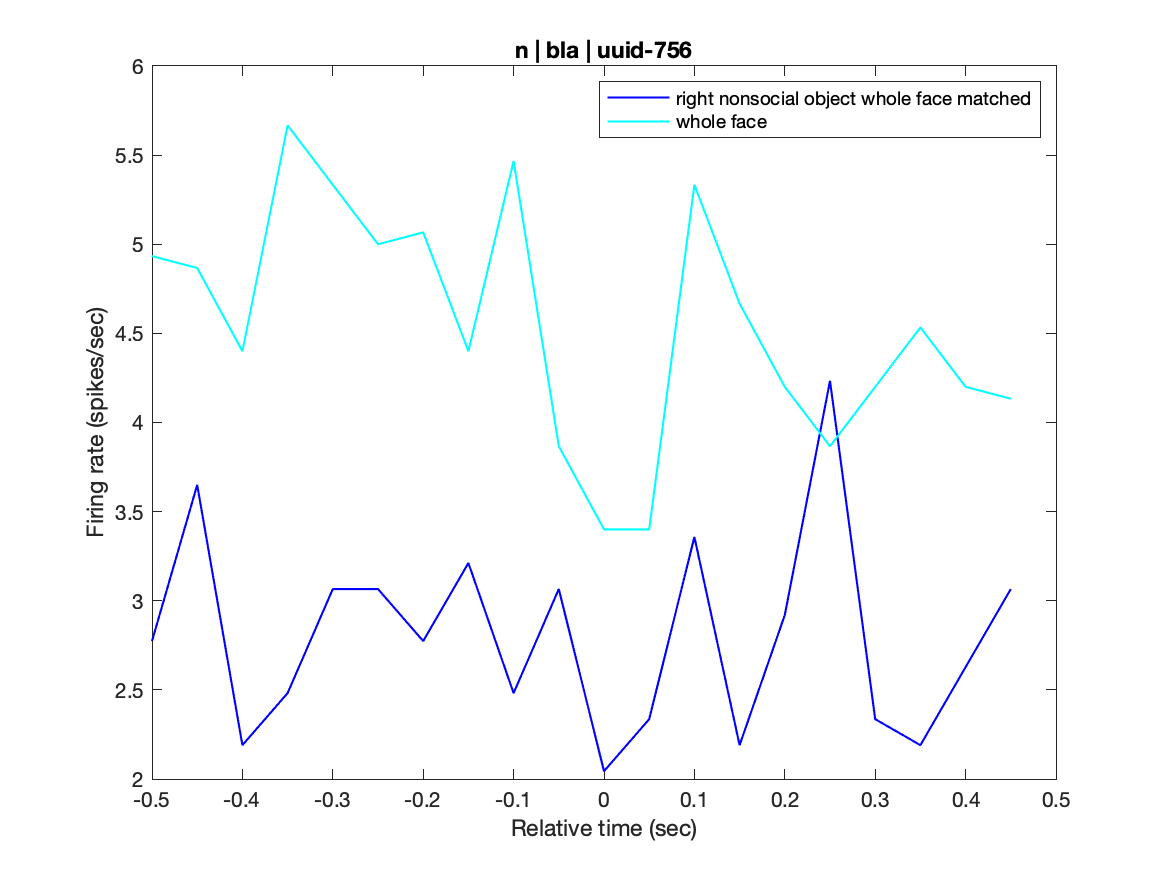 n | bla | uuid-756
right nonsocial object whole face matched
whole face
6
5.5
5
4.5
4
3.5
3
2.5
2
Firing rate (spikes/sec)
-0.5 -0.4 -0.3 -0.2 -0.1 0 0.1 0.2 0.3 0.4 0.5
Relative time (sec)